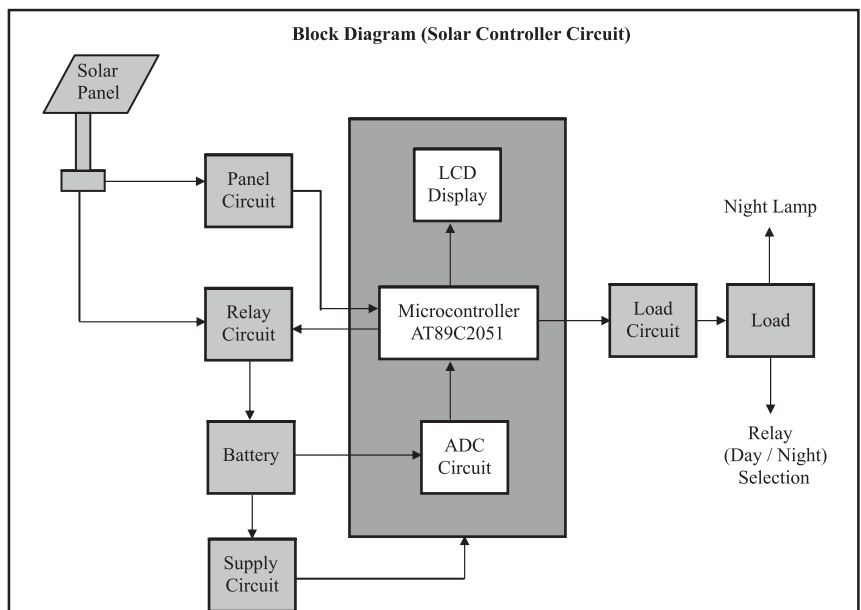 Block Diagram (Solar Controller Circuit)
Solar
Panel
Panel
Circuit
LCD
Display
Night Lamp
Relay
Circuit
Microcontroller
AT89C2051
Load
Circuit
Load
Battery
ADC
Circuit
Relay
(Day / Night)
Selection
Supply
Circuit